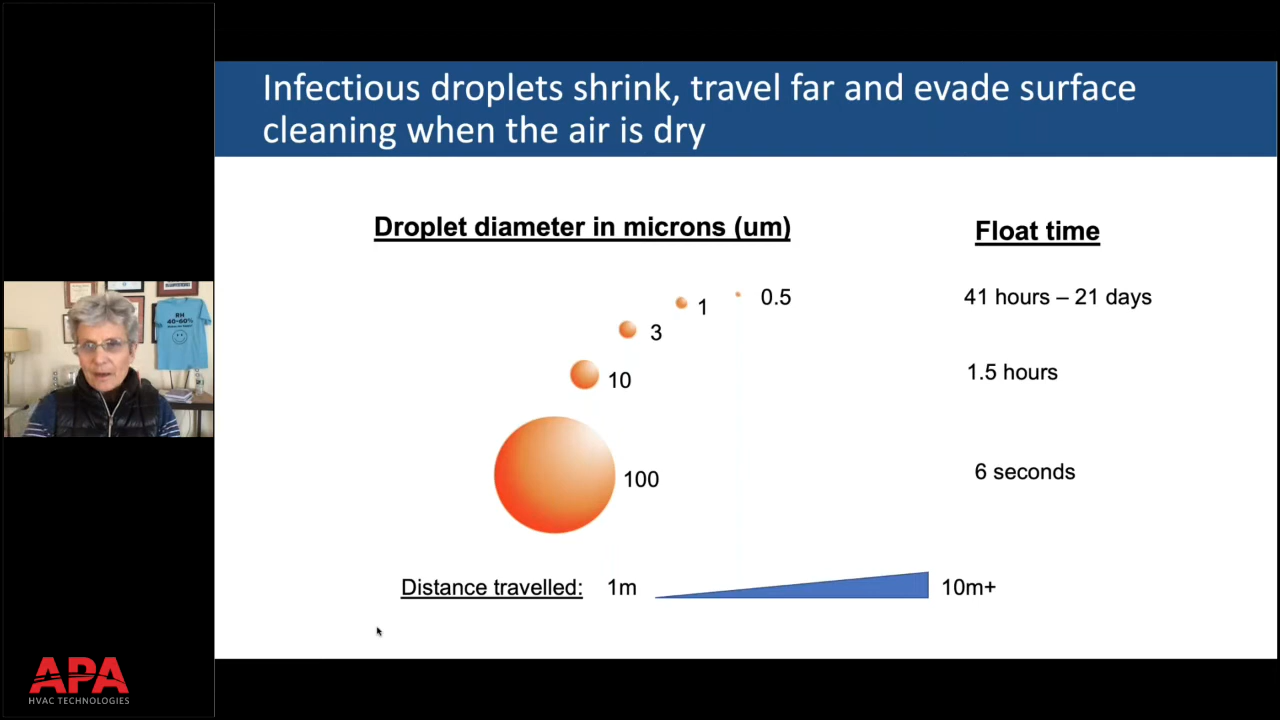 Infectious droplets shrink, travel far and evade surface
cleaning when the air is dry
Droplet diameter in microns (um)
Float time
0.5
41 hours – 21 days
1
3
10
1.5 hours
100
6 seconds
Distance travelled:
1m
10m+
RH
40-60%
APA
HVAC TECHNOLOGIES